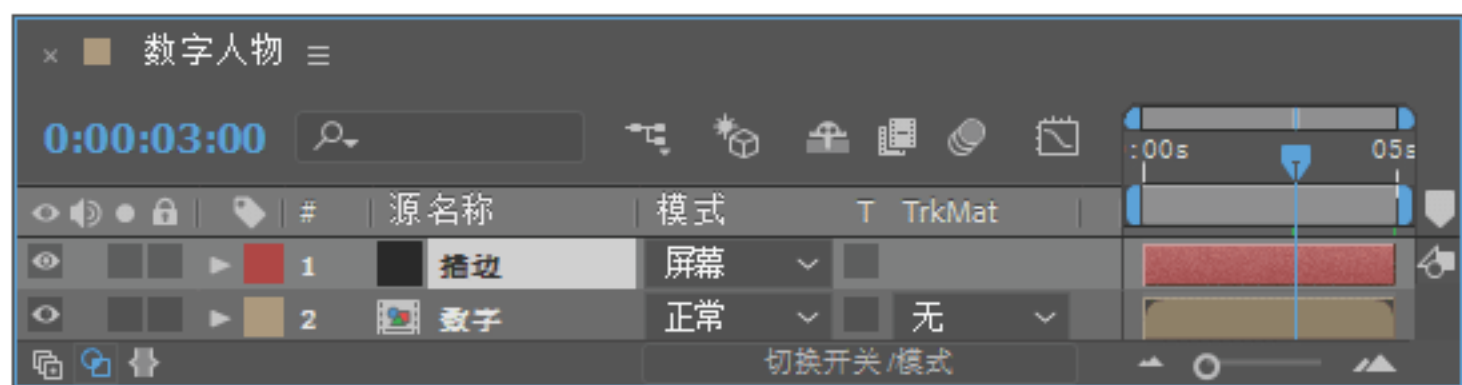 数字人物
0:00:03:00
:00s 05s
# 源名称 模式 T TrkMat
1 描边 屏幕
2 数字 正常 无
切换开关/模式